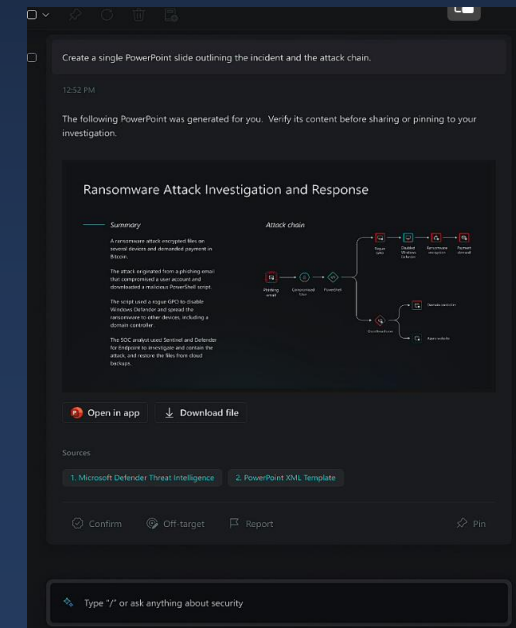 Create a single PowerPoint slide outlining the incident and the attack chain.
12:52 PM
The following PowerPoint was generated for you. Verify its content before sharing or pinning to your
investigation.
Ransomware Attack Investigation and Response
Summary
A ransomware attack encrypted files on
several devices and demanded payment in
Bitcoin.
The attack originated from a phishing email
that compromised a user account and
downloaded a malicious PowerShell script.
The script used a rogue GPO to disable
Windows Defender and spread the
ransomware to other devices, including a
domain controller.
The SOC analyst used Sentinel and Defender
for Endpoint to investigate and contain the
attack, and restore the files from cloud
backups.
Attack chain
Phishing
email
Compromised
PowerShell
Disabled
Windows
Defender
Ransomware
encryption
Payment
demand
Domain controller
Open in app
Download file
Sources
1. Microsoft Defender Threat Intelligence
2. PowerPoint XML Template
Confirm
Off-target
Report
Pin
Type "/" or ask anything about security